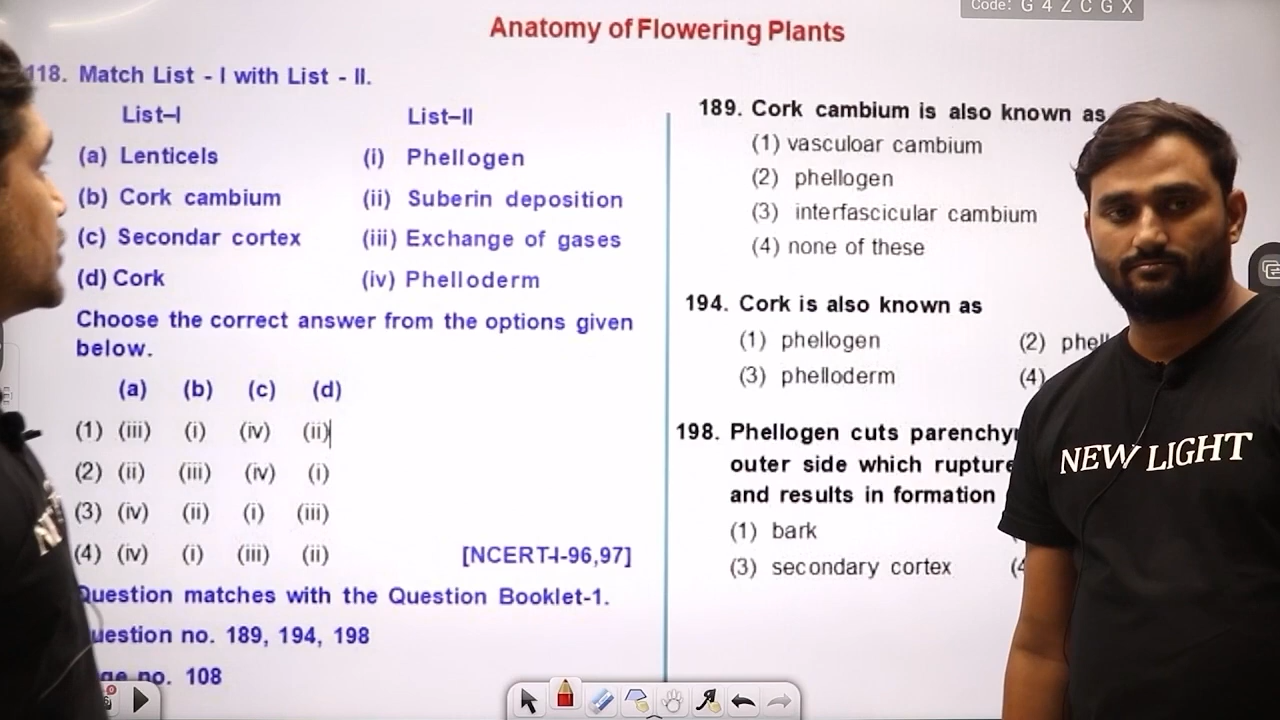 Code: G 4 Z C G X
Anatomy of Flowering Plants
118. Match List - I with List - II.
List–I List–II
(a) Lenticels (i) Phellogen
(b) Cork cambium (ii) Suberin deposition
(c) Secondar cortex (iii) Exchange of gases
(d) Cork (iv) Phelloderm
Choose the correct answer from the options given
below.
(a) (b) (c) (d)
(1) (iii) (i) (iv) (ii)
(2) (ii) (iii) (iv) (i)
(3) (iv) (ii) (i) (iii)
(4) (iv) (i) (iii) (ii)
[NCERT-I-96,97]
Question matches with the Question Booklet-1.
uestion no. 189, 194, 198
no. 108
189. Cork cambium is also known as
(1) vasculoar cambium
(2) phellogen
(3) interfascicular cambium
(4) none of these
194. Cork is also known as
(1) phellogen (2) phell
(3) phelloderm (4)
198. Phellogen cuts parenchy
outer side which rupture
and results in formation
(1) bark
(3) secondary cortex (4
NEW LIGHT